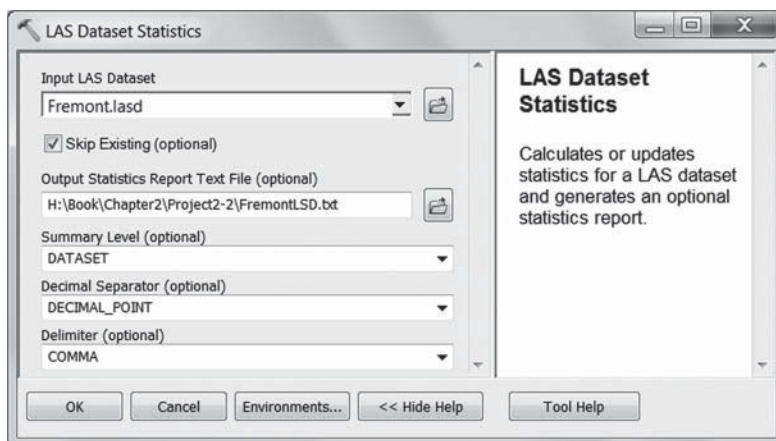 LAS Dataset Statistics
Input LAS Dataset
Fremont.lasd
Skip Existing (optional)
Output Statistics Report Text File (optional)
H:\Book\Chapter2\Project2-2\FremontLSD.txt
Summary Level (optional)
DATASET
Decimal Separator (optional)
DECIMAL_POINT
Delimiter (optional)
COMMA
OK
Cancel
Environments...
<< Hide Help
LAS Dataset
Statistics
Calculates or updates
statistics for a LAS dataset
and generates an optional
statistics report.
Tool Help